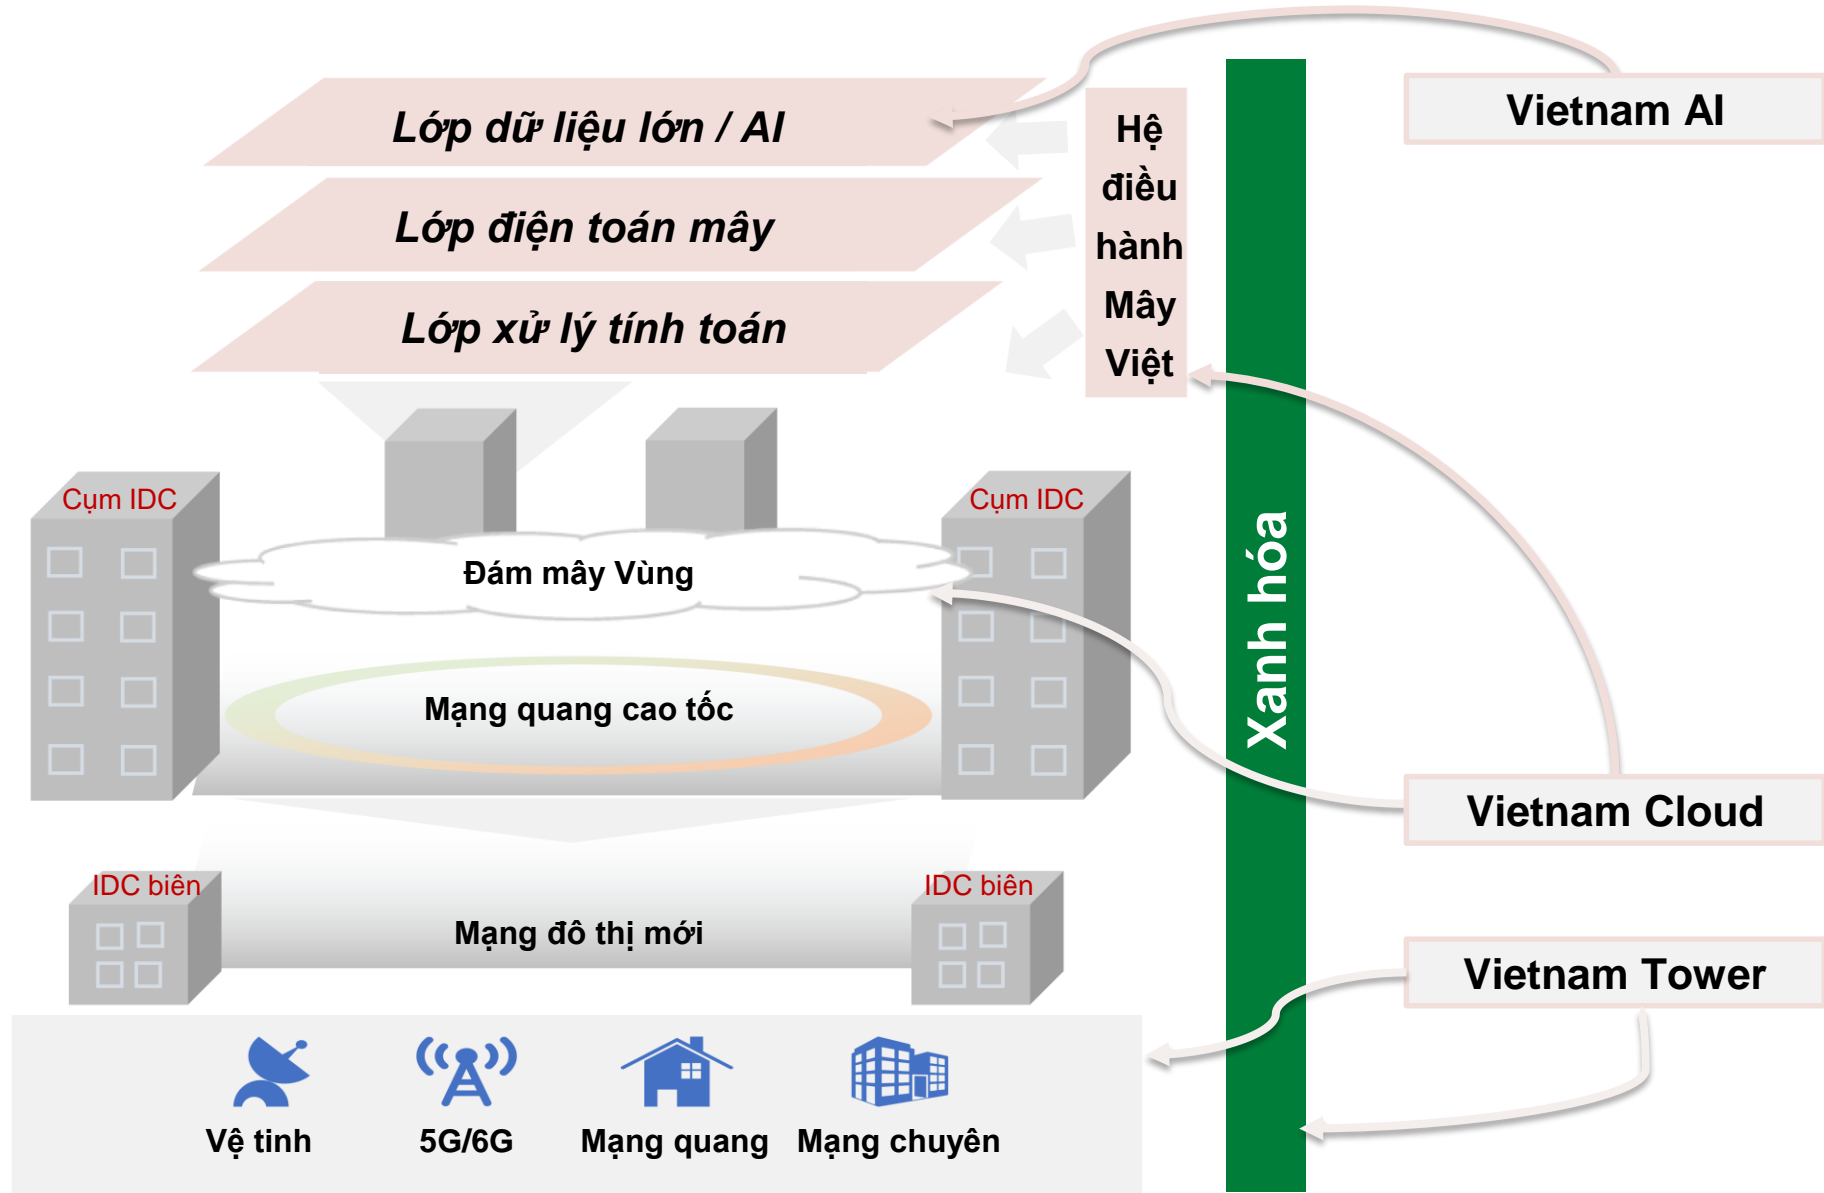 Lớp dữ liệu lớn / AI
Lớp điện toán mây
Lớp xử lý tính toán
Hệ
điều
hành
Mây
Việt
Vietnam AI
Cụm IDC
Cụm IDC
Đám mây Vùng
Mạng quang cao tốc
Xanh hóa
Vietnam Cloud
IDC biên
IDC biên
Mạng đô thị mới
Vietnam Tower
Vệ tinh
5G/6G
Mạng quang
Mạng chuyên